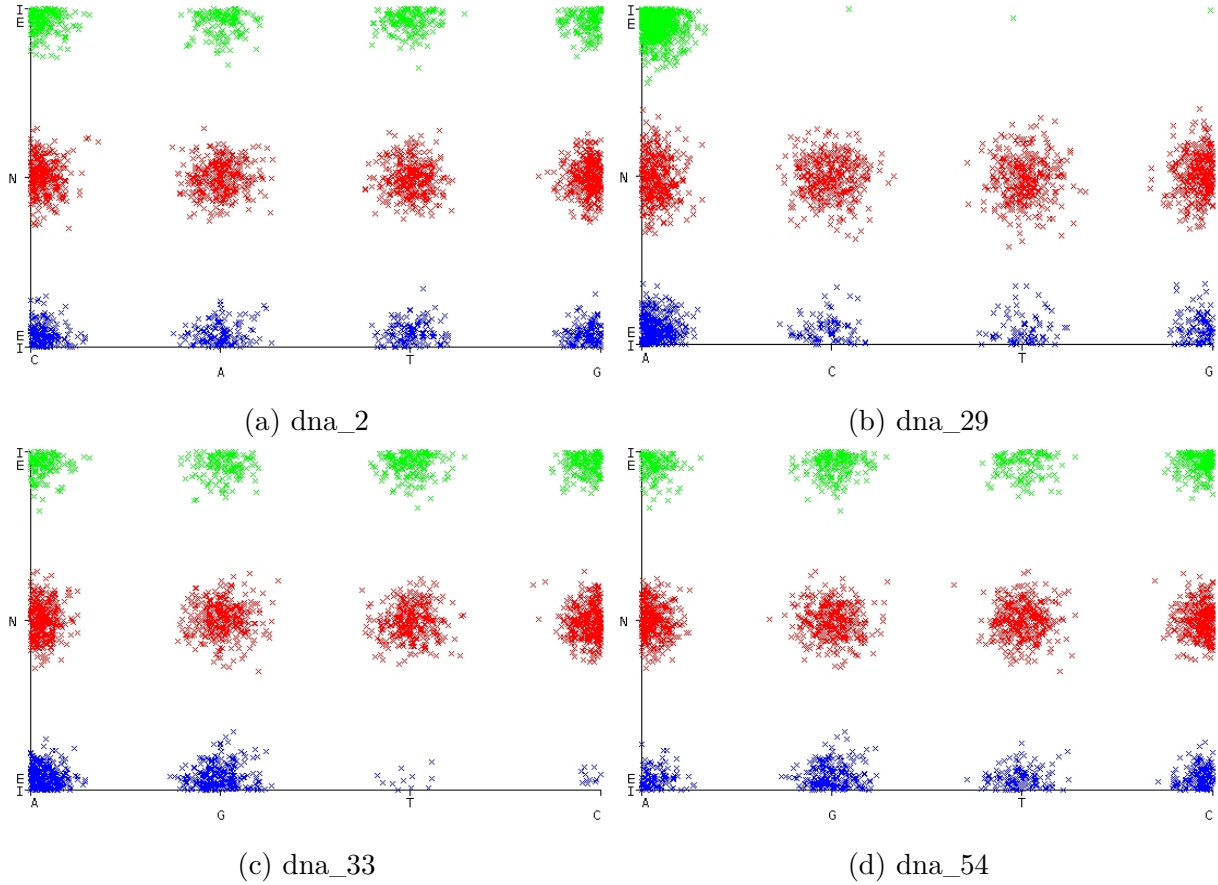 I
E
N
E
I
C A T G
(a) dna_2
I
E
N
E
I
A C T G
(b) dna_29
I
E
N
E
I
A G T C
(c) dna_33
I
E
N
E
I
A G T C
(d) dna_54